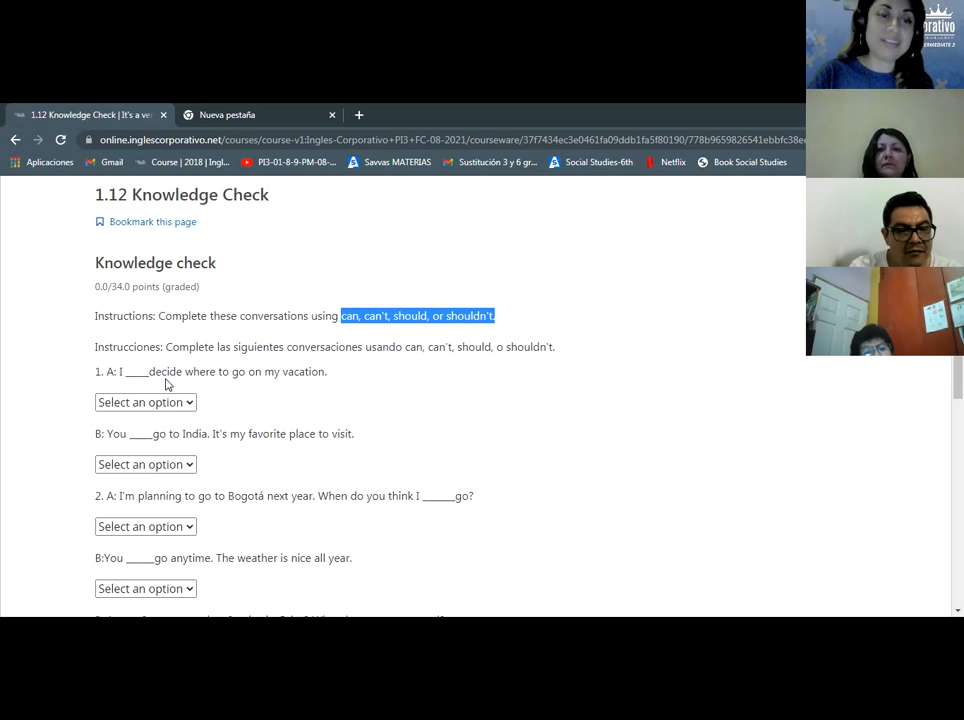 1.12 Knowledge Check | It's a ver
Nueva pestaña
online.inglescorporativo.net/courses/course-v1:Ingles-Corporativo+PI3+FC-08-2021/courseware/37f7434ec3e0461fa09ddb1fa5f80190/778b9659826541ebbfc38ee
Aplicaciones
Gmail
Course | 2018 | Ingl...
PI3-01-8-9-PM-08-...
Savvas MATERIAS
Sustitución 3 y 6 gr...
Social Studies-6th
Netflix
Book Social Studies
1.12 Knowledge Check
Bookmark this page
Knowledge check
0.0/34.0 points (graded)
Instructions: Complete these conversations using can, can't, should, or shouldn't.
Instrucciones: Complete las siguientes conversaciones usando can, can't, should, o shouldn't.
1. A: I ____decide where to go on my vacation.
Select an option
B: You ____go to India. It's my favorite place to visit.
Select an option
2. A: I'm planning to go to Bogotá next year. When do you think I ______go?
Select an option
B:You _____go anytime. The weather is nice all year.
Select an option
orativo